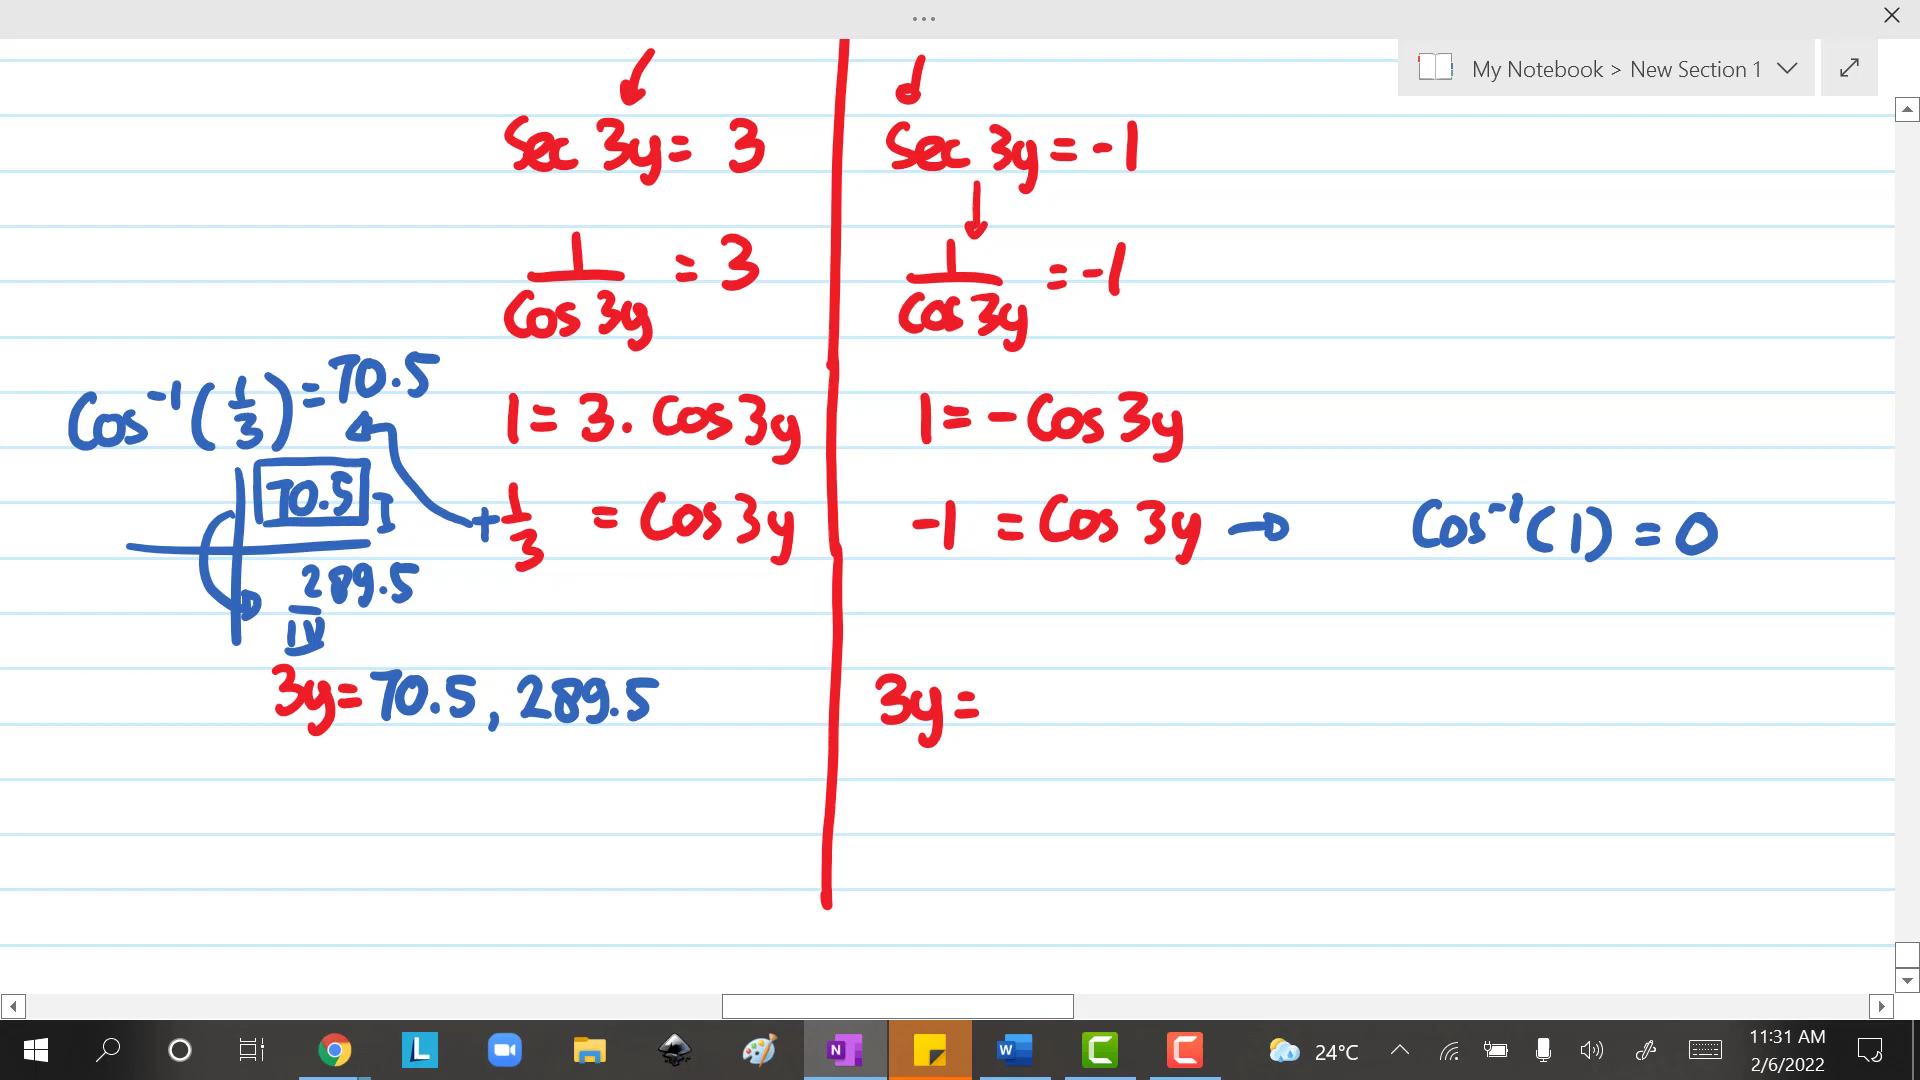 My Notebook > New Section 1
Sec 3y = 3
1
Cos 3y
= 3
1 = 3 . Cos 3y
+ 1
3
= Cos 3y
Cos⁻¹ ( 1
3 ) = 70.5
70.5 I
289.5
IV
3y = 70.5 , 289.5
Sec 3y = -1
1
Cos 3y
= -1
1 = - Cos 3y
-1 = Cos 3y
Cos⁻¹ ( 1 ) = 0
3y =
24°C
11:31 AM
2/6/2022
L
N
W
C
C